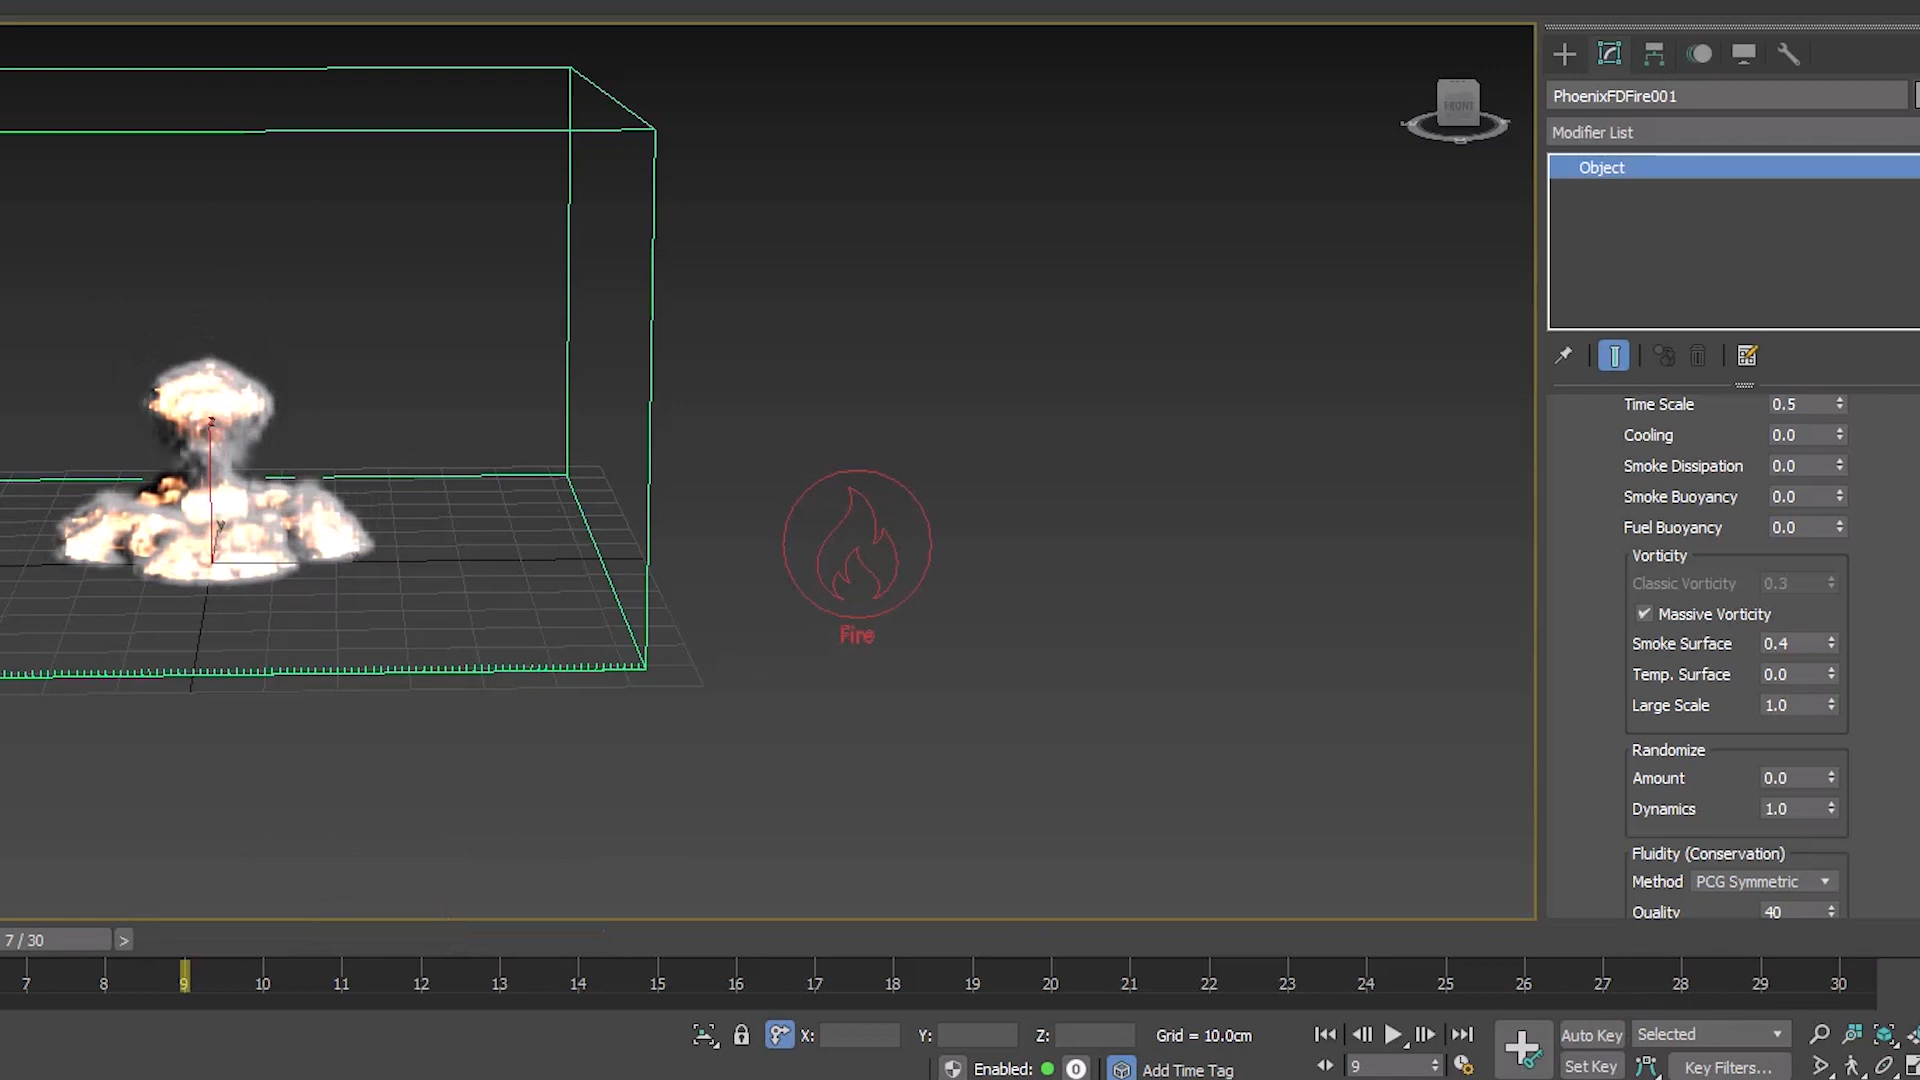 FRONT
PhoenixFDFire001
Modifier List
Object
Time Scale 0.5
Cooling 0.0
Smoke Dissipation 0.0
Smoke Buoyancy 0.0
Fuel Buoyancy 0.0
Vorticity
Classic Vorticity 0.3
Massive Vorticity
Smoke Surface 0.4
Temp. Surface 0.0
Large Scale 1.0
Randomize
Amount 0.0
Dynamics 1.0
Fluidity (Conservation)
Method PCG Symmetric
Quality 40
z
y
Fire
7 / 30 >
7 8 9 10 11 12 13 14 15 16 17 18 19 20 21 22 23 24 25 26 27 28 29 30
X: Y: Z: Grid = 10.0cm
Auto Key Selected
Enabled: 0 Add Time Tag 9 Set Key Key Filters...